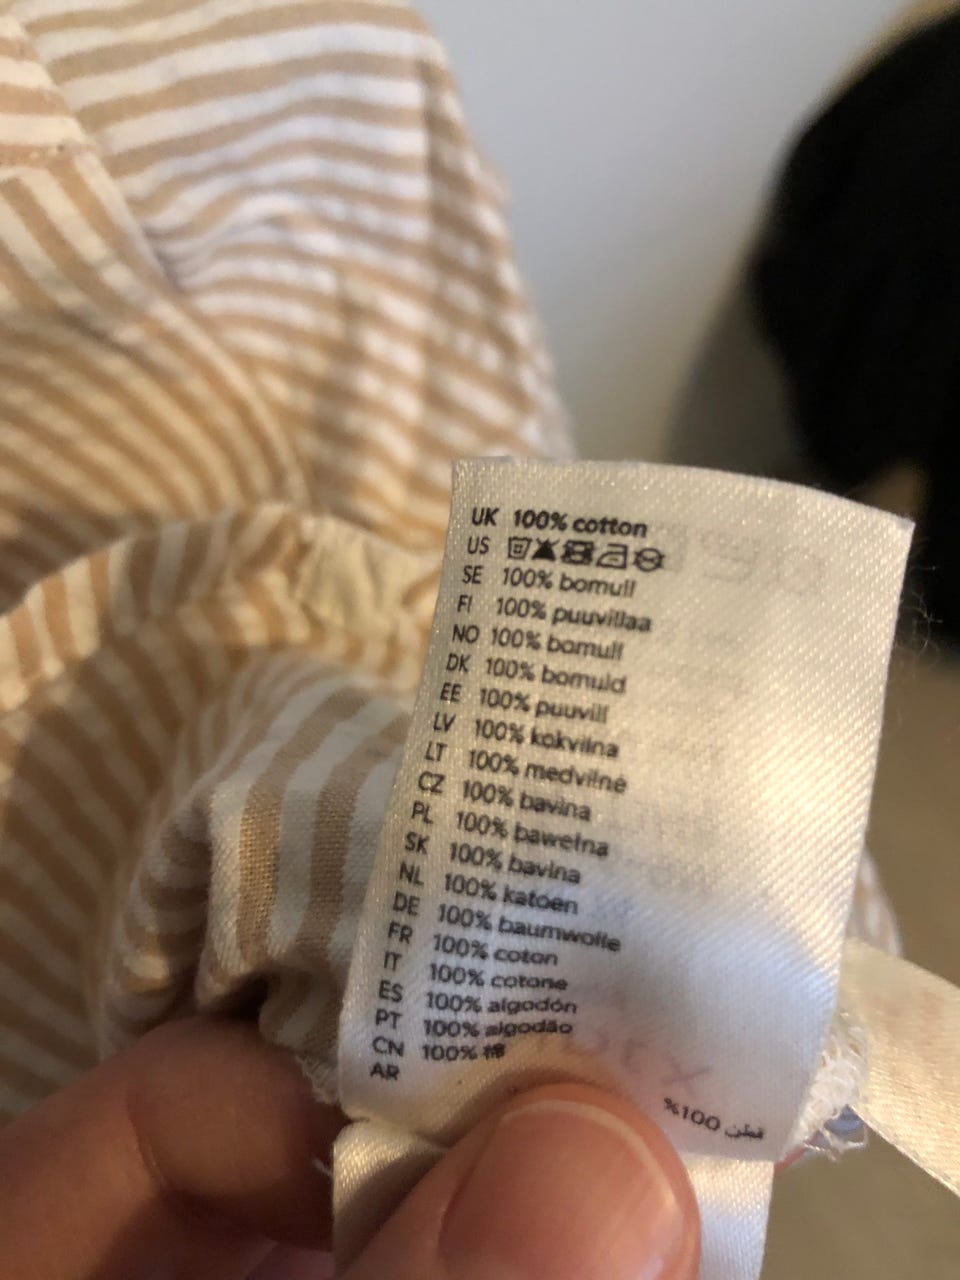 UK 100% cotton
US
SE 100% bomull
FI 100% puuvillaa
NO 100% bomull
DK 100% bomuld
EE 100% puuvill
LV 100% kokvilna
LT 100% medvilnė
CZ 100% bavlna
PL 100% bawełna
SK 100% bavlna
NL 100% katoen
DE 100% baumwolle
FR 100% coton
IT 100% cotone
ES 100% algodón
PT 100% algodão
CN 100% 棉
AR
%100 قطن